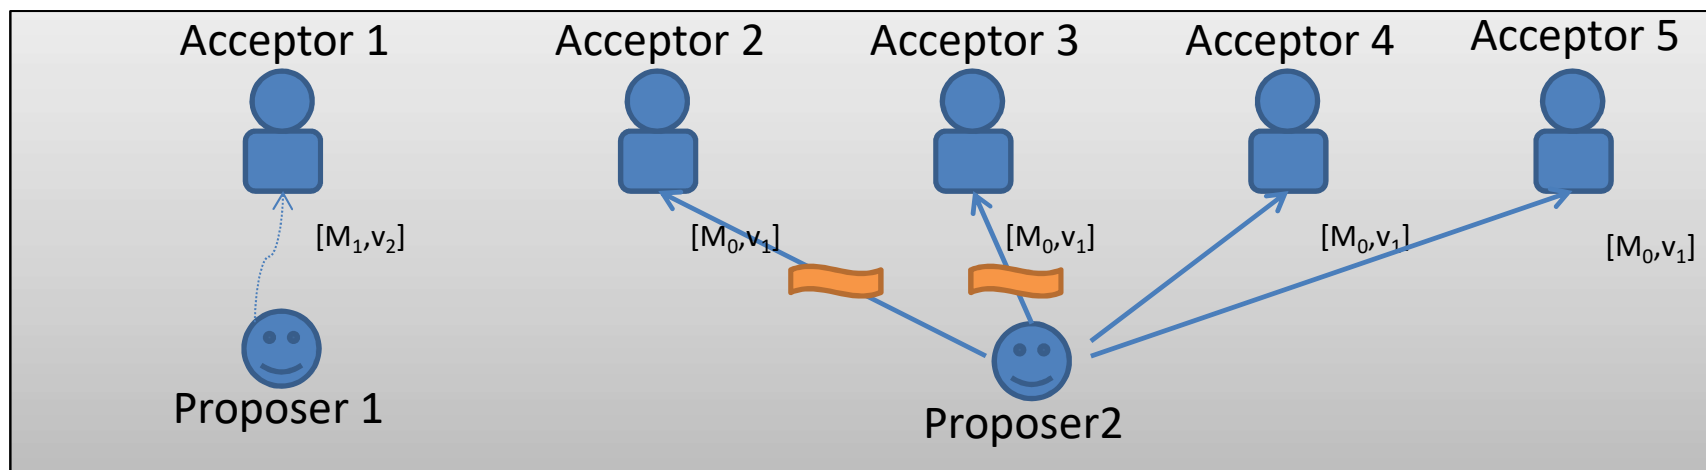 Acceptor 1
Acceptor 2
Acceptor 3
Acceptor 4
Acceptor 5
[M₁,v₂]
[M₀,v₁]
[M₀,v₁]
[M₀,v₁]
[M₀,v₁]
Proposer 1
Proposer2